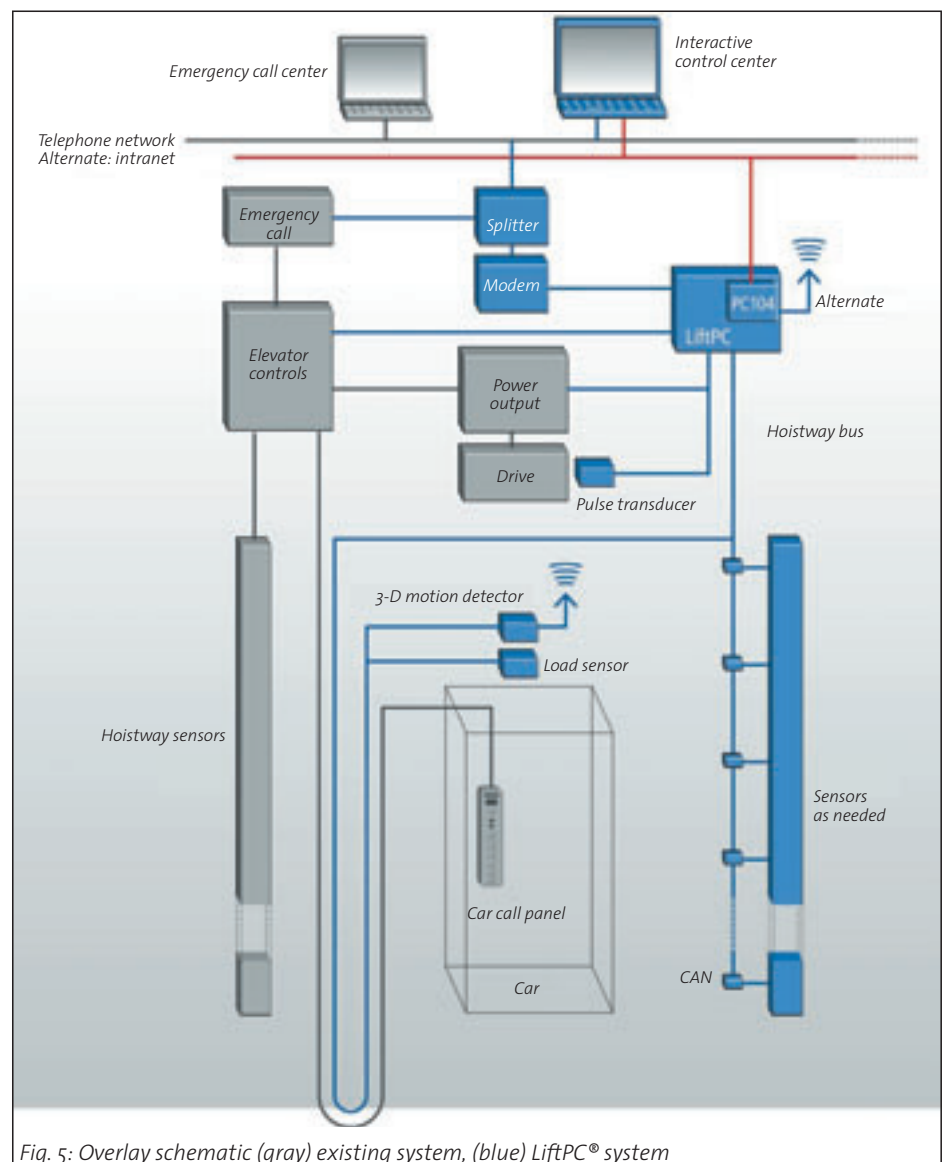 Emergency call center
Interactive
control center
Telephone network
Alternate: intranet
Emergency
call
Splitter
Modem
PC104
LiftPC
Alternate
Elevator
controls
Power
output
Hoistway bus
Drive
Pulse transducer
3-D motion detector
Load sensor
Hoistway sensors
Sensors
as needed
Car call panel
CAN
Car
Fig. 5: Overlay schematic (gray) existing system, (blue) LiftPC® system